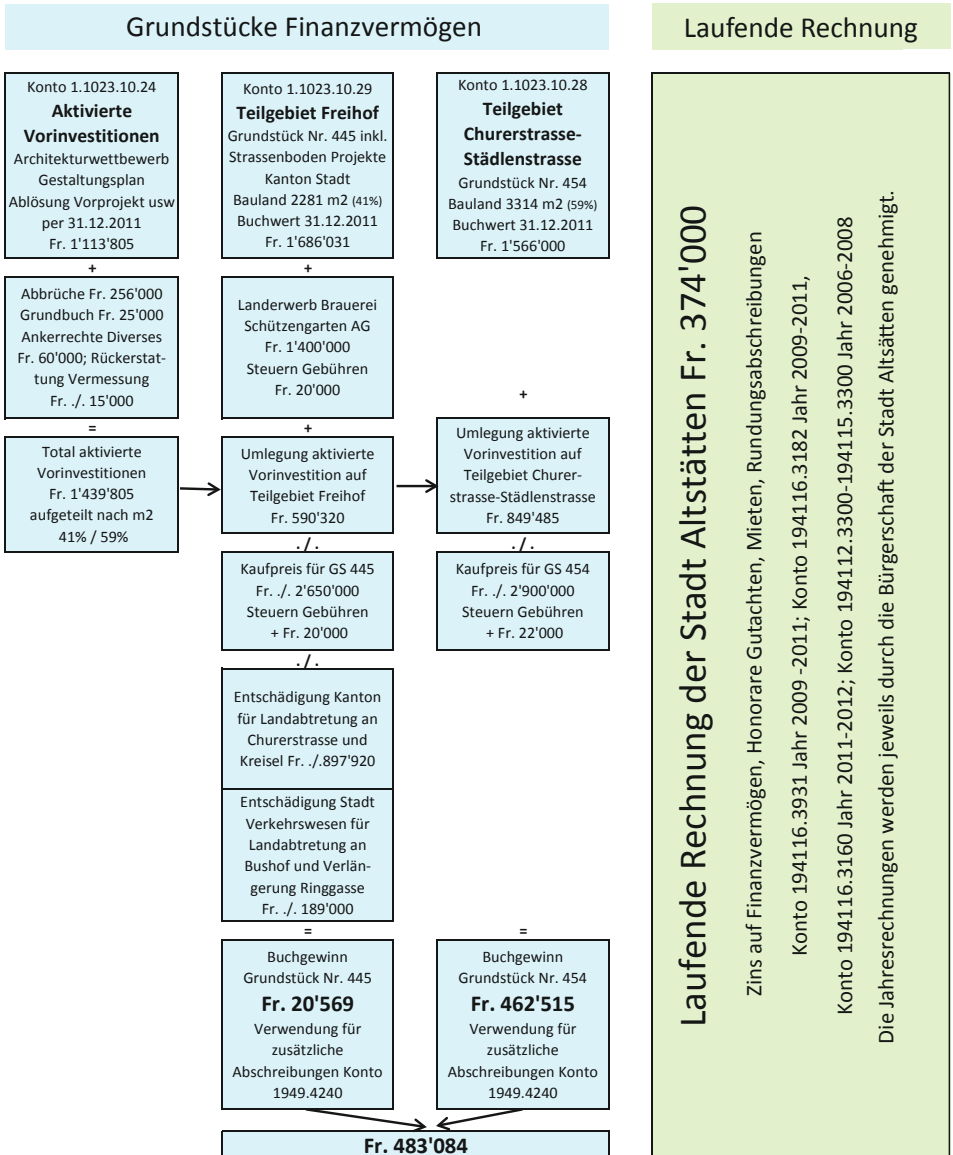 Grundstücke Finanzvermögen
Laufende Rechnung
Konto 1.1023.10.24
Aktivierte
Vorinvestitionen
Architekturwettbewerb
Gestaltungsplan
Ablösung Vorprojekt usw
per 31.12.2011
Fr. 1'113'805
+
Abbrüche Fr. 256'000
Grundbuch Fr. 25'000
Ankerrechte Diverses
Fr. 60'000; Rückerstat-
tung Vermessung
Fr. ./. 15'000
=
Total aktivierte
Vorinvestitionen
Fr. 1'439'805
aufgeteilt nach m2
41% / 59%
Konto 1.1023.10.29
Teilgebiet Freihof
Grundstück Nr. 445 inkl.
Strassenboden Projekte
Kanton Stadt
Bauland 2281 m2 (41%)
Buchwert 31.12.2011
Fr. 1'686'031
+
Landerwerb Brauerei
Schützengarten AG
Fr. 1'400'000
Steuern Gebühren
Fr. 20'000
+
Umlegung aktivierte
Vorinvestition auf
Teilgebiet Freihof
Fr. 590'320
./.
Kaufpreis für GS 445
Fr. ./. 2'650'000
Steuern Gebühren
+ Fr. 20'000
./.
Entschädigung Kanton
für Landabtretung an
Churerstrasse und
Kreisel Fr. ./.897'920
Entschädigung Stadt
Verkehrswesen für
Landabtretung an
Bushof und Verlän-
gerung Ringgasse
Fr. ./. 189'000
=
Buchgewinn
Grundstück Nr. 445
Fr. 20'569
Verwendung für
zusätzliche
Abschreibungen Konto
1949.4240
Konto 1.1023.10.28
Teilgebiet
Churerstrasse-
Städlenstrasse
Grundstück Nr. 454
Bauland 3314 m2 (59%)
Buchwert 31.12.2011
Fr. 1'566'000
+
Umlegung aktivierte
Vorinvestition auf
Teilgebiet Churer-
strasse-Städlenstrasse
Fr. 849'485
./.
Kaufpreis für GS 454
Fr. ./. 2'900'000
Steuern Gebühren
+ Fr. 22'000
=
Buchgewinn
Grundstück Nr. 454
Fr. 462'515
Verwendung für
zusätzliche
Abschreibungen Konto
1949.4240
Fr. 483'084
Laufende Rechnung der Stadt Altstätten Fr. 374'000
Zins auf Finanzvermögen, Honorare Gutachten, Mieten, Rundungsabschreibungen
Konto 194116.3931 Jahr 2009 -2011; Konto 194116.3182 Jahr 2009-2011,
Konto 194116.3160 Jahr 2011-2012; Konto 194112.3300-194115.3300 Jahr 2006-2008
Die Jahresrechnungen werden jeweils durch die Bürgerschaft der Stadt Altsätten genehmigt.